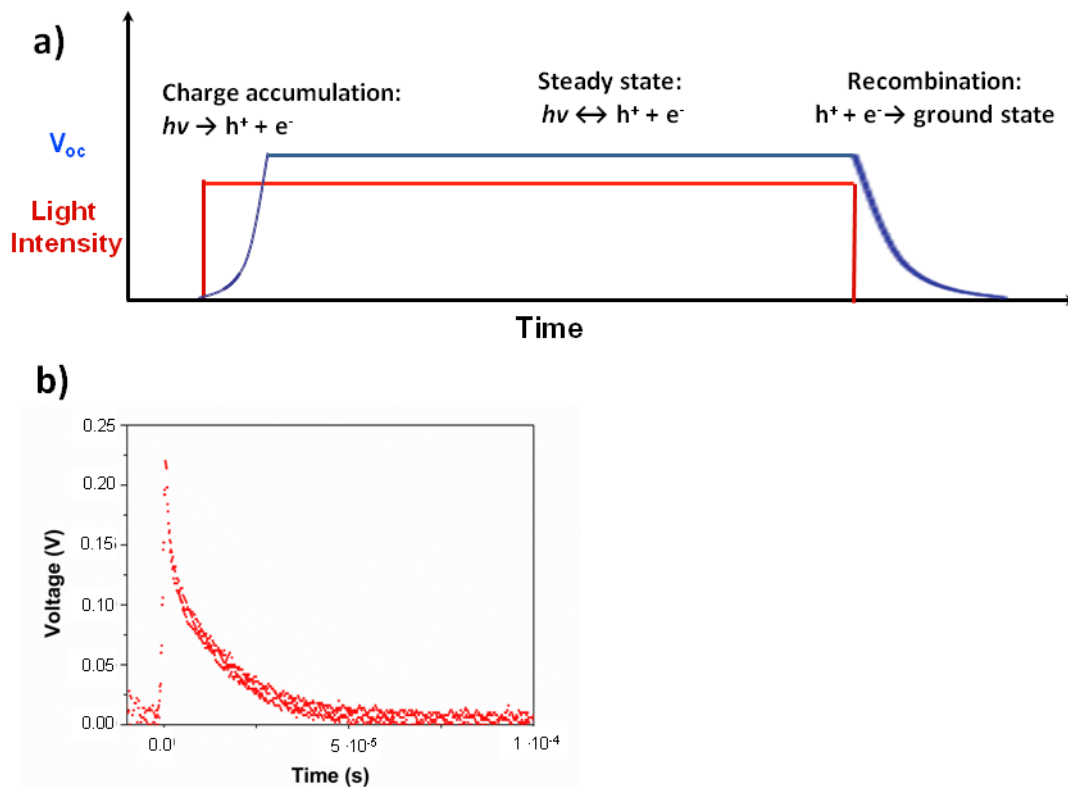 a)
Charge accumulation:
hν → h⁺ + e⁻
Steady state:
hν ↔ h⁺ + e⁻
Recombination:
h⁺ + e⁻→ ground state
Voc
Light
Intensity
Time
b)
0.25
0.20
0.15
0.10
0.05
0.00
Voltage (V)
0.0
5 ·10⁻⁵
1 ·10⁻⁴
Time (s)